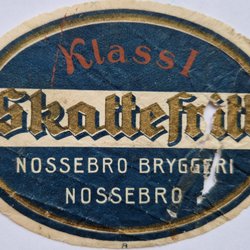 Klass I
Skattefritt
NOSSEBRO BRYGGERI
NOSSEBRO